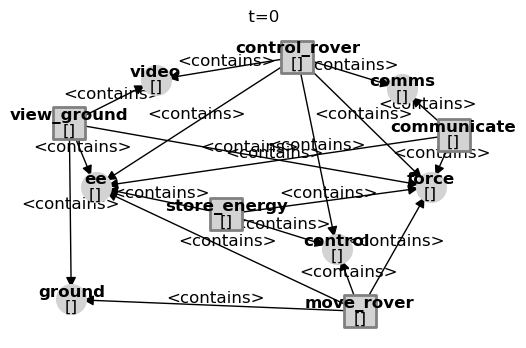 t=0
control_rover
[]
<contains>
<contains>
video
[]
comms
[]
<contains>
<contains>
view_ground
[]
<contains>
<contains>
communicate
[]
<contains>
<contains>
<contains>
<contains>
<contains>
ee
[]
force
[]
<contains>
<contains>
<contains>
store_energy
[]
<contains>
<contains>
<contains>
control
[]
<contains>
ground
[]
<contains>
move_rover
[]